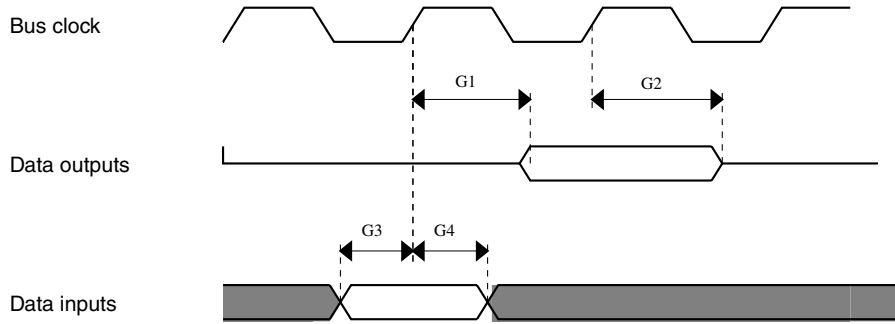 Bus clock
G1
G2
Data outputs
G3
G4
Data inputs